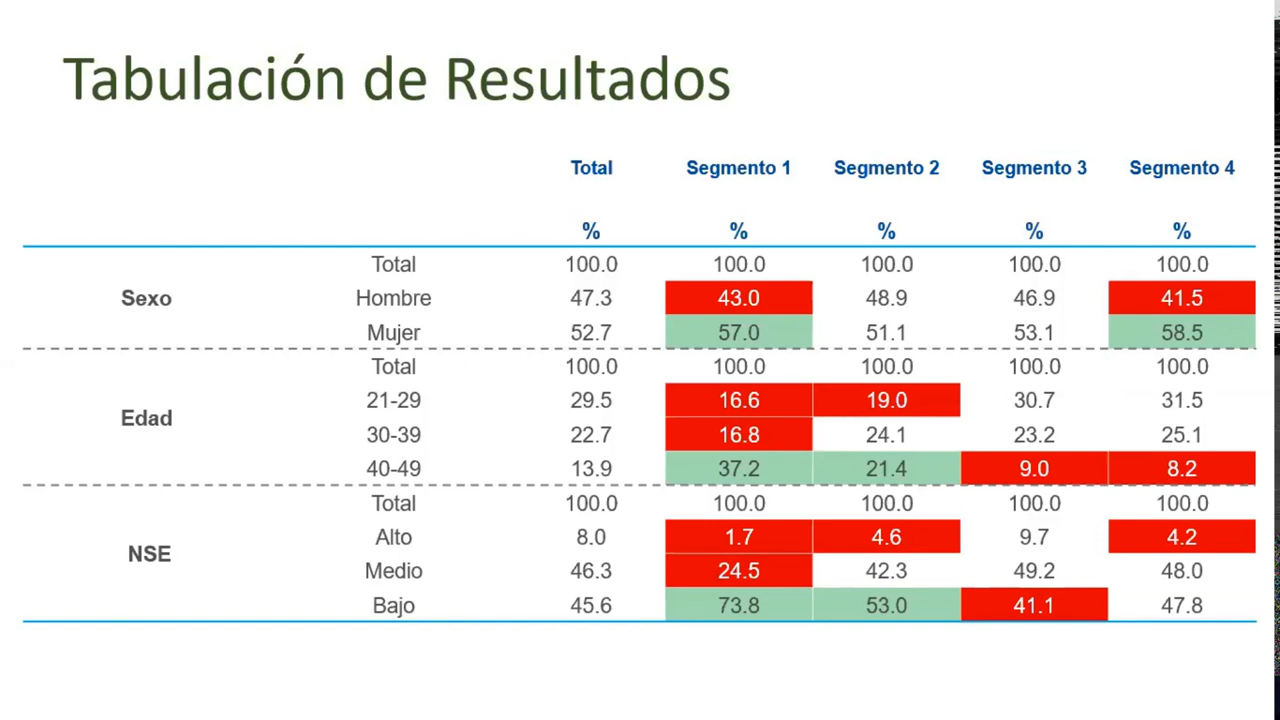 Tabulación de Resultados
Total Segmento 1 Segmento 2 Segmento 3 Segmento 4
% % % % %
Total 100.0 100.0 100.0 100.0 100.0
Sexo Hombre 47.3 43.0 48.9 46.9 41.5
Mujer 52.7 57.0 51.1 53.1 58.5
Total 100.0 100.0 100.0 100.0 100.0
21-29 29.5 16.6 19.0 30.7 31.5
Edad
30-39 22.7 16.8 24.1 23.2 25.1
40-49 13.9 37.2 21.4 9.0 8.2
Total 100.0 100.0 100.0 100.0 100.0
Alto 8.0 1.7 4.6 9.7 4.2
NSE
Medio 46.3 24.5 42.3 49.2 48.0
Bajo 45.6 73.8 53.0 41.1 47.8